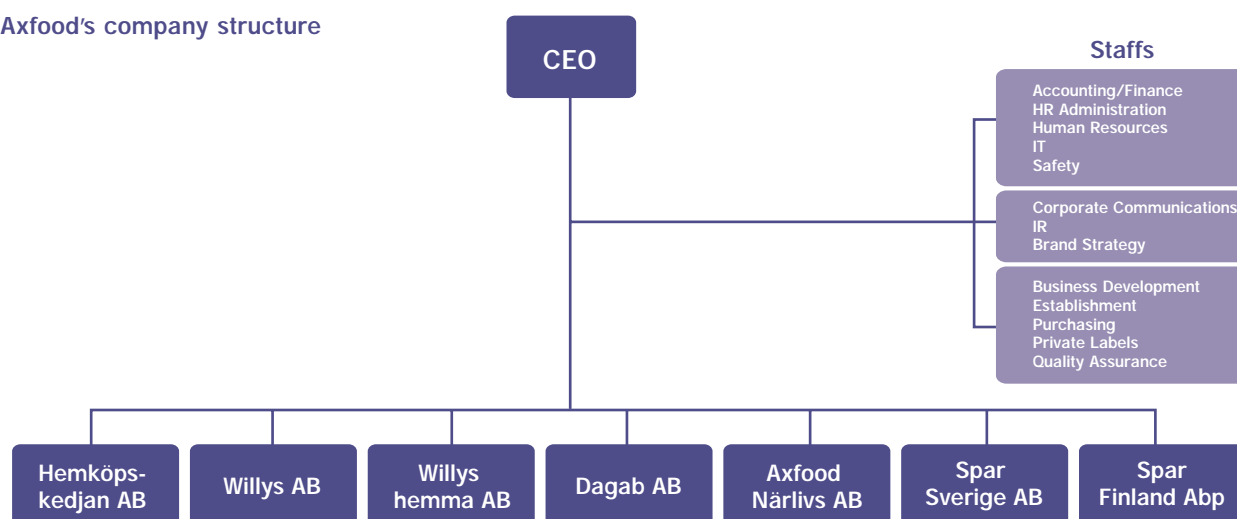 Axfood's company structure
CEO
Staffs
Accounting/Finance
HR Administration
Human Resources
IT
Safety
Corporate Communications
IR
Brand Strategy
Business Development
Establishment
Purchasing
Private Labels
Quality Assurance
Hemköps-
kedjan AB
Willys AB
Willys
hemma AB
Dagab AB
Axfood
Närlivs AB
Spar
Sverige AB
Spar
Finland Abp